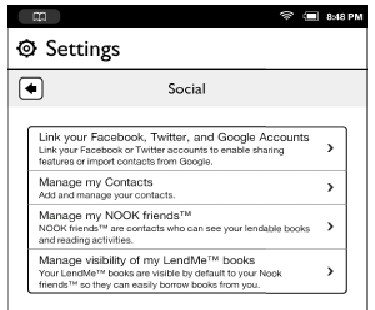 8:48 PM
Settings
Social
Link your Facebook, Twitter, and Google Accounts
Link your Facebook or Twitter accounts to enable sharing
features or import contacts from Google.
Manage my Contacts
Add and manage your contacts.
Manage my NOOK friends™
NOOK friends™ are contacts who can see your lendable books
and reading activities.
Manage visibility of my LendMe™ books
Your LendMe™ books are visible by default to your Nook
friends™ so they can easily borrow books from you.